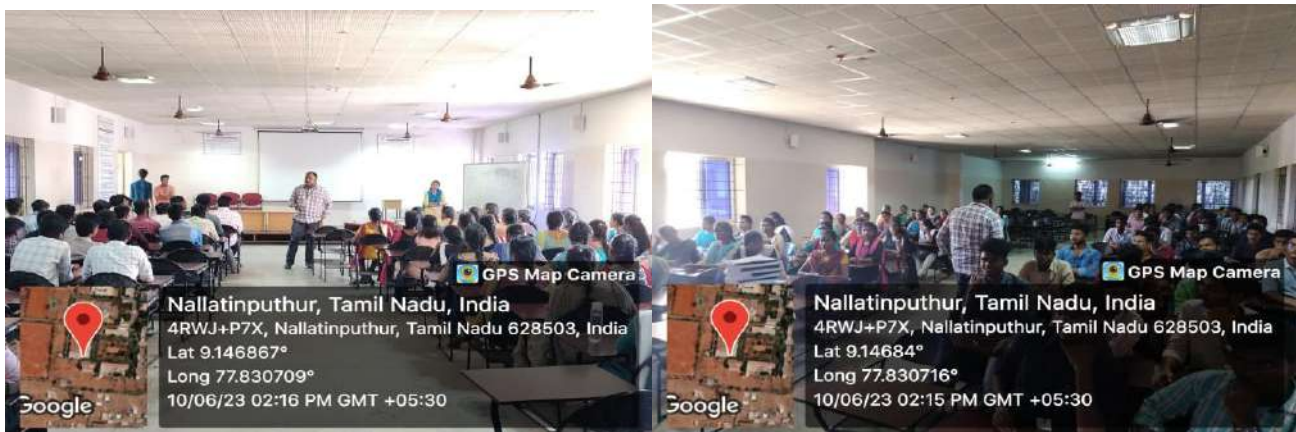 GPS Map Camera
Nallatinputhur, Tamil Nadu, India
4RWJ+P7X, Nallatinputhur, Tamil Nadu 628503, India
Lat 9.146867°
Long 77.830709°
10/06/23 02:16 PM GMT +05:30
Google
GPS Map Camera
Nallatinputhur, Tamil Nadu, India
4RWJ+P7X, Nallatinputhur, Tamil Nadu 628503, India
Lat 9.14684°
Long 77.830716°
10/06/23 02:15 PM GMT +05:30
Google